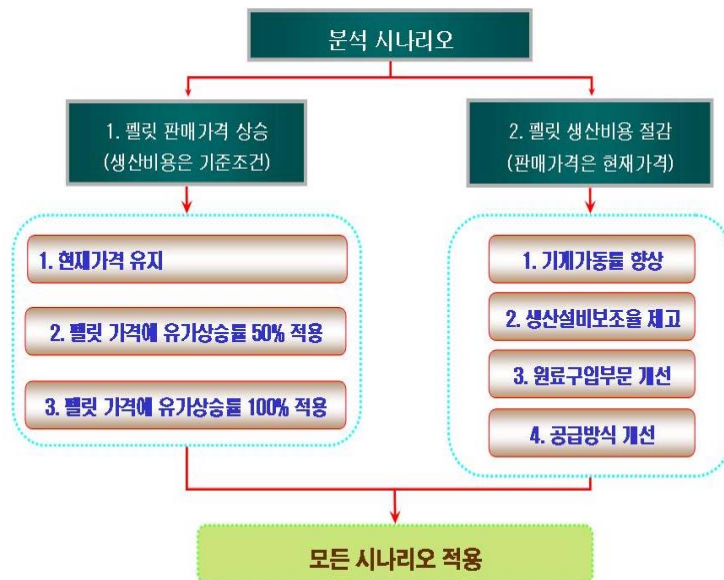 분석 시나리오
1. 펠릿 판매가격 상승
(생산비용은 기준조건)
2. 펠릿 생산비용 절감
(판매가격은 현재가격)
1. 현재가격 유지
2. 펠릿 가격에 유가상승률 50% 적용
3. 펠릿 가격에 유가상승률 100% 적용
1. 기계가동률 향상
2. 생산설비보조율 제고
3. 원료구입부문 개선
4. 공급방식 개선
모든 시나리오 적용